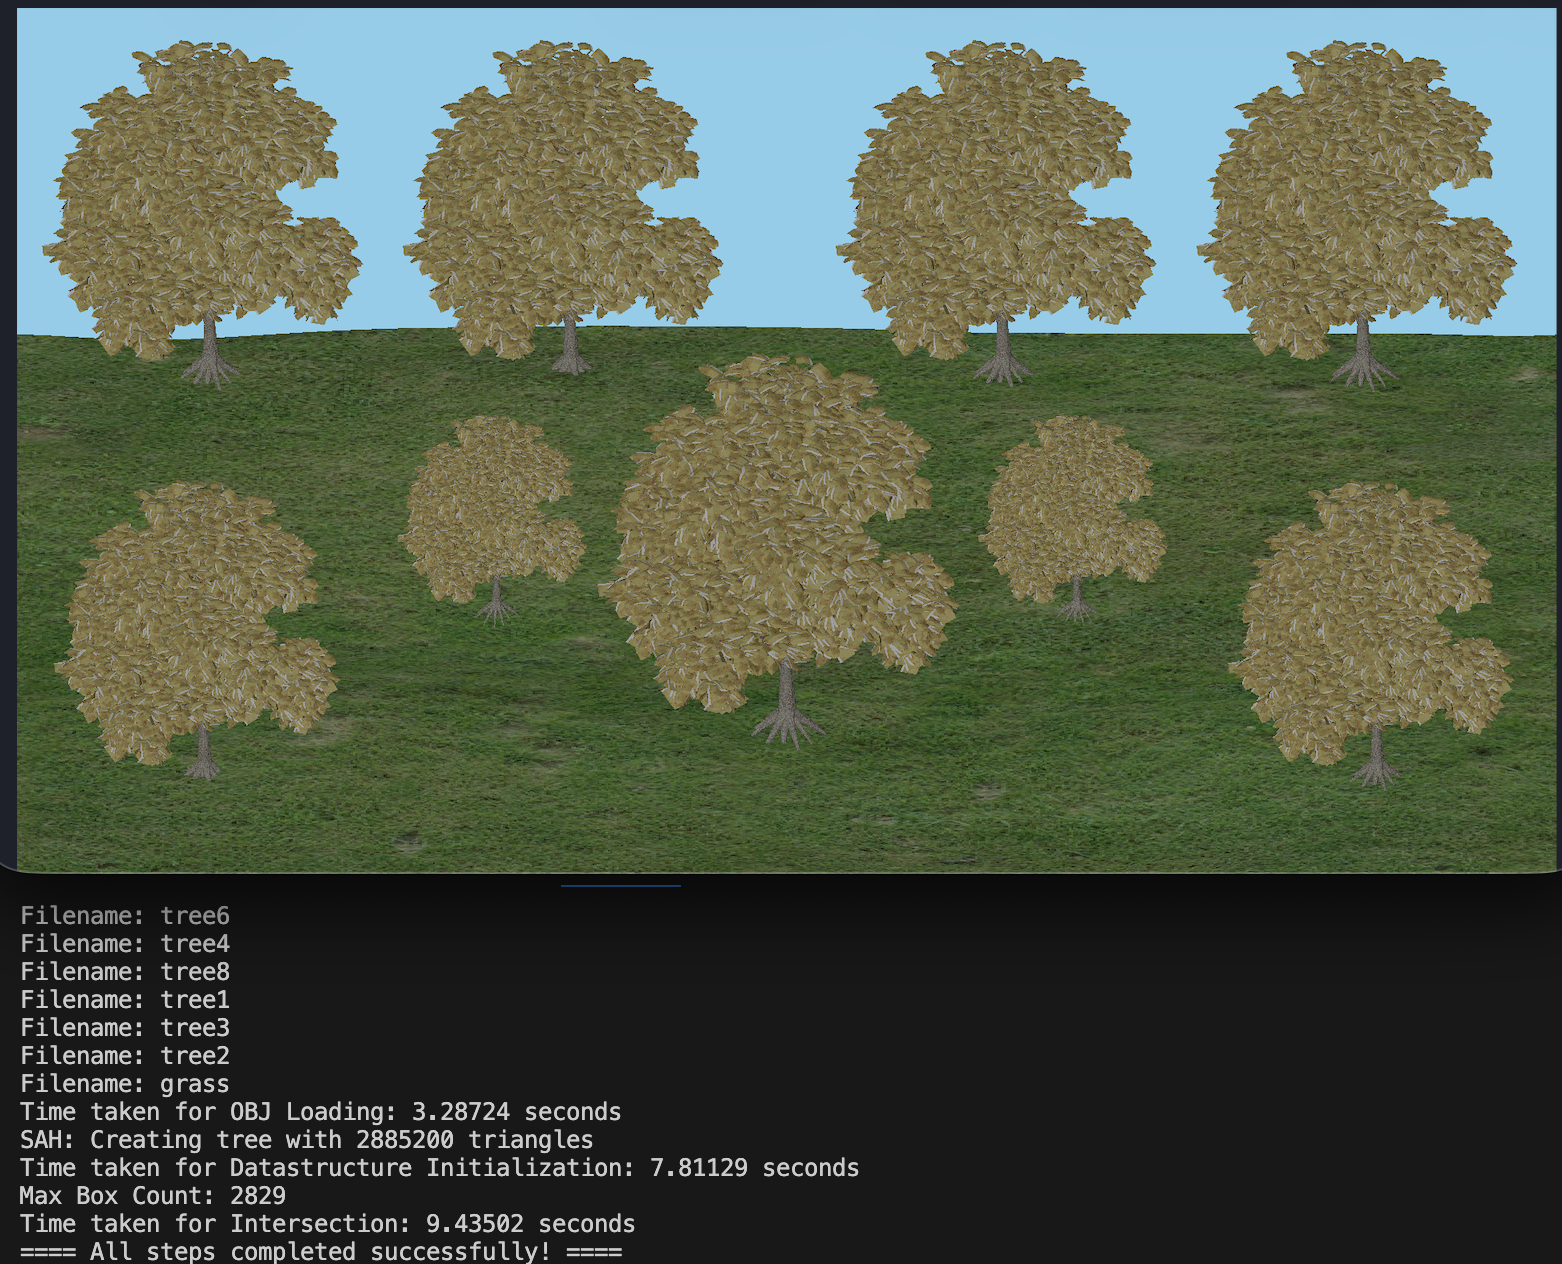 Filename: tree6
Filename: tree4
Filename: tree8
Filename: tree1
Filename: tree3
Filename: tree2
Filename: grass
Time taken for OBJ Loading: 3.28724 seconds
SAH: Creating tree with 2885200 triangles
Time taken for Datastructure Initialization: 7.81129 seconds
Max Box Count: 2829
Time taken for Intersection: 9.43502 seconds
==== All steps completed successfully! ====